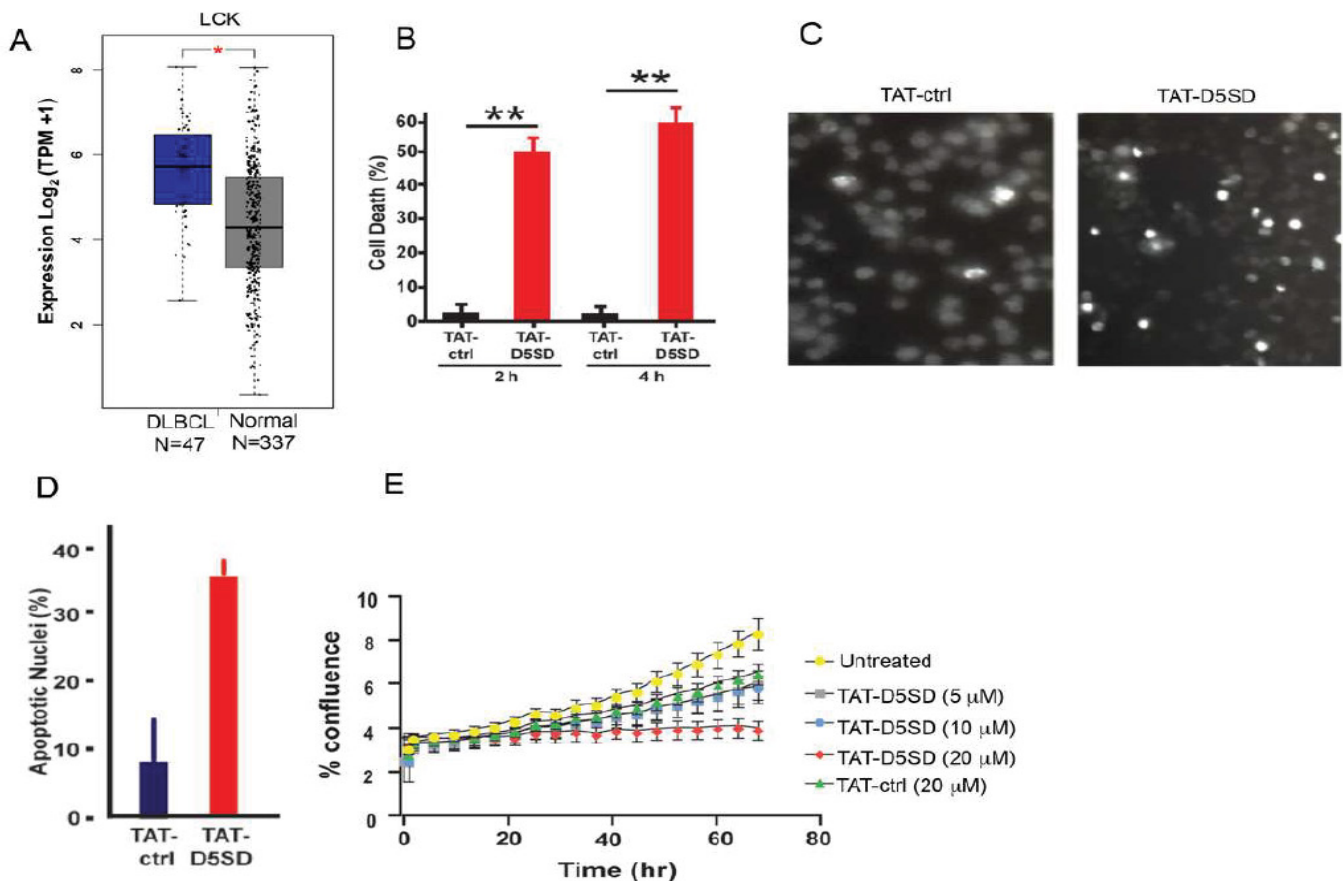 A
LCK
*
Expression Log₂(TPM +1)
8
6
4
2
DLBCL Normal
N=47 N=337
B
** **
Cell Death (%)
60
50
40
30
20
10
0
TAT-ctrl TAT-D5SD TAT-ctrl TAT-D5SD
2 h 4 h
C
TAT-ctrl TAT-D5SD
D
Apoptotic Nuclei (%)
40
30
20
10
0
TAT-ctrl TAT-D5SD
E
% confluence
10
8
6
4
2
0 20 40 60 80
Time (hr)
Untreated
TAT-D5SD (5 μM)
TAT-D5SD (10 μM)
TAT-D5SD (20 μM)
TAT-ctrl (20 μM)